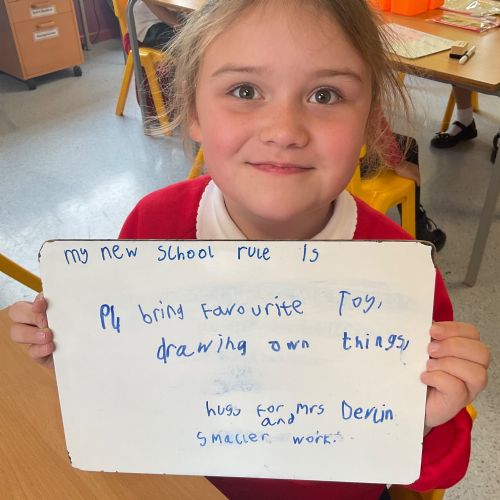 my new school rule is
P4 bring Favourite Toy,
drawing own things,
hugs for Mrs Devlin
and
smaller work.